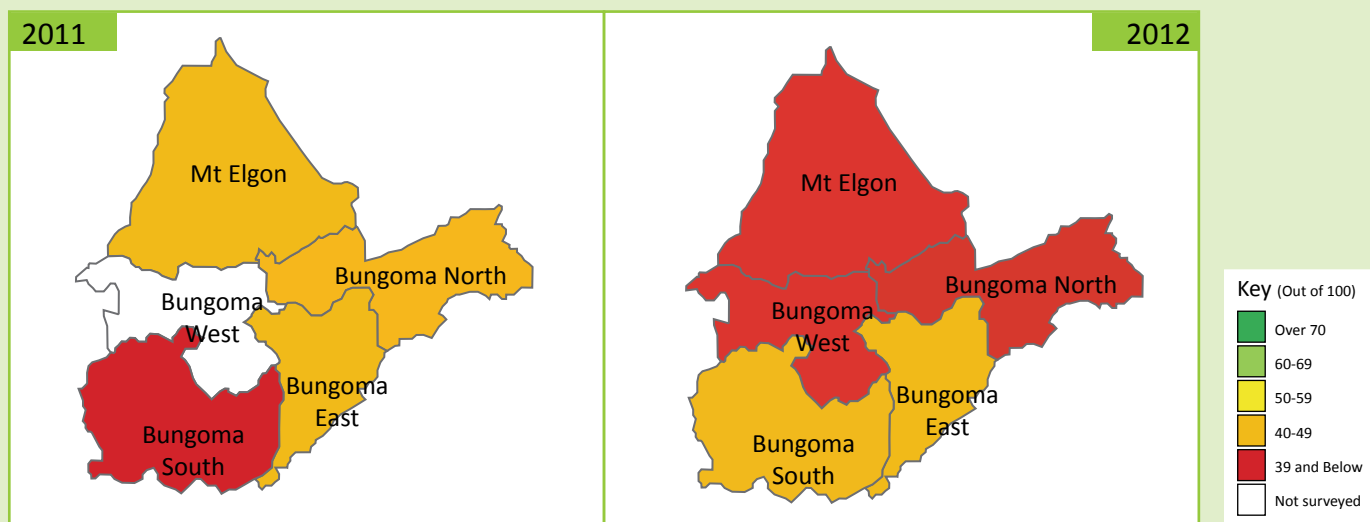 2011
Mt Elgon
Bungoma North
Bungoma
West
Bungoma
East
Bungoma
South
2012
Mt Elgon
Bungoma North
Bungoma
West
Bungoma
East
Bungoma
South
Key (Out of 100)
Over 70
60-69
50-59
40-49
39 and Below
Not surveyed